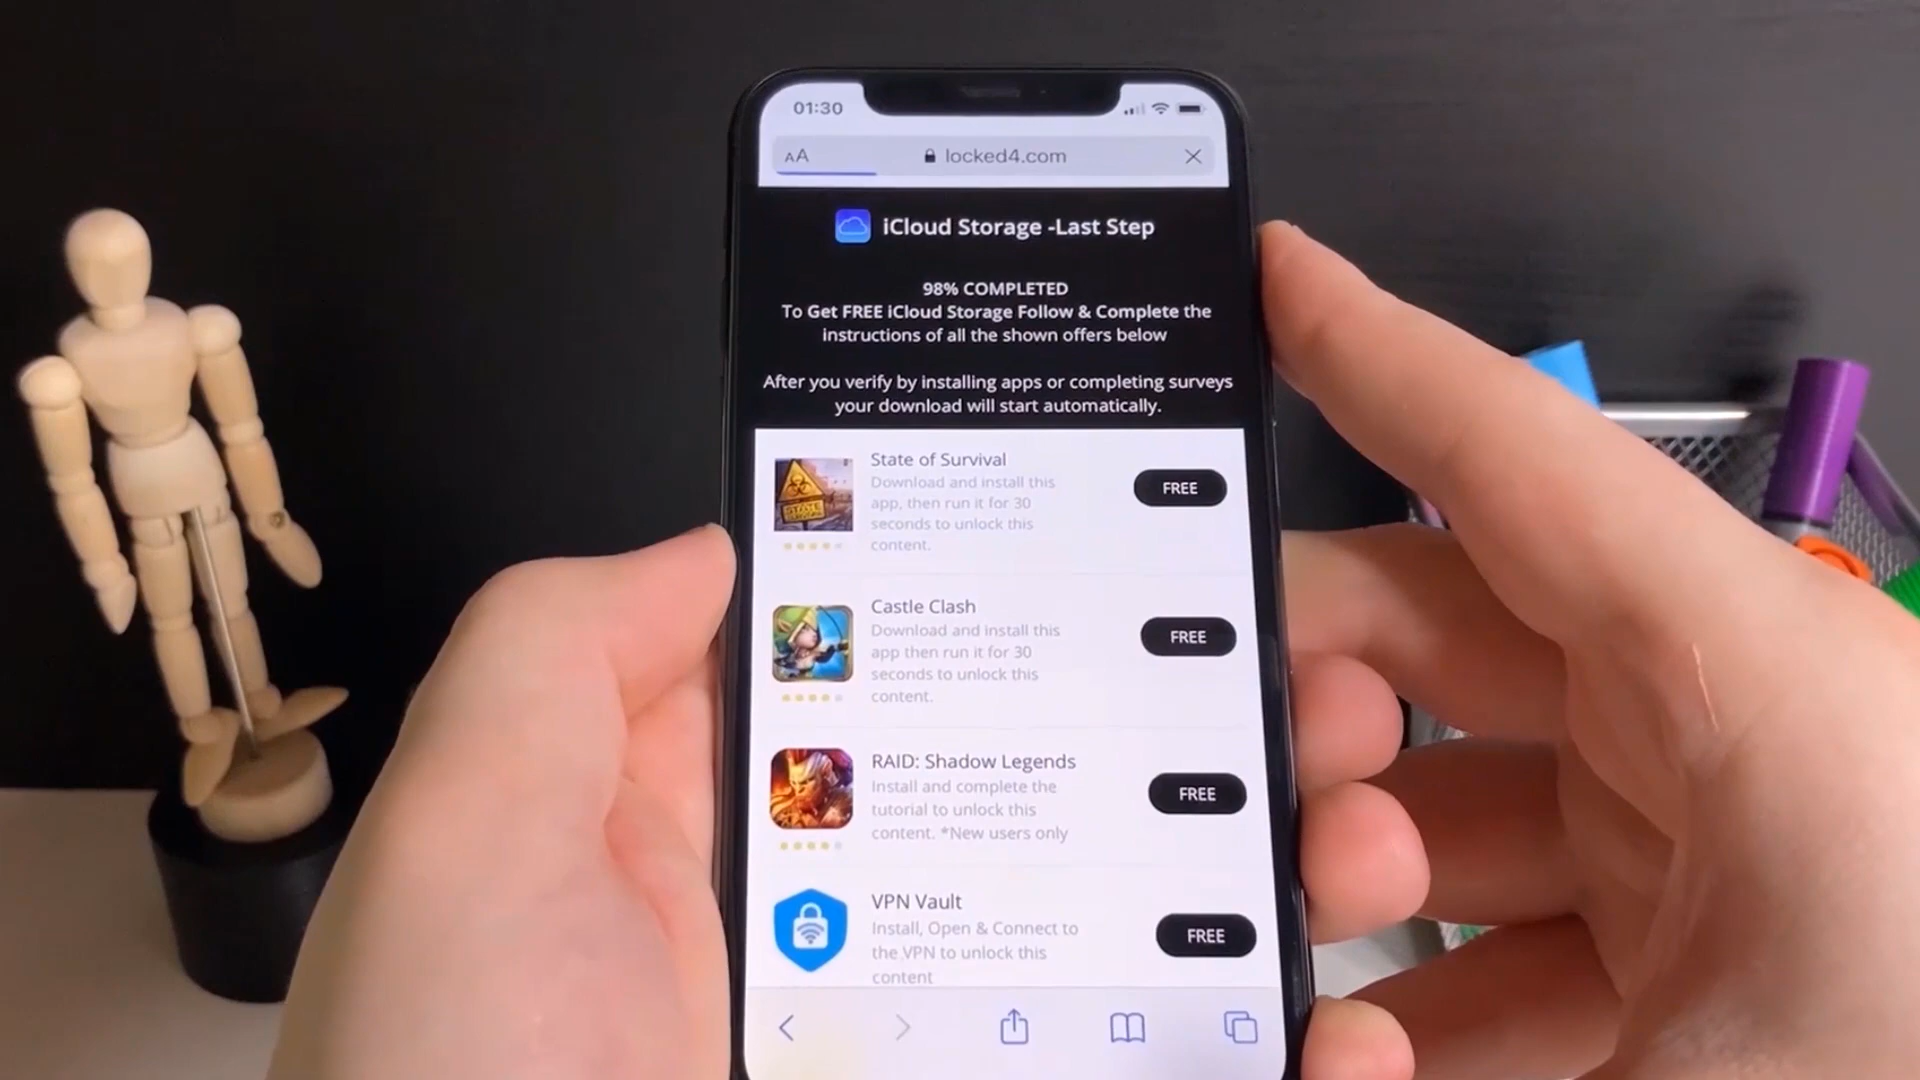 01:30
AA
locked4.com
iCloud Storage -Last Step
98% COMPLETED
To Get FREE iCloud Storage Follow & Complete the
instructions of all the shown offers below
After you verify by installing apps or completing surveys
your download will start automatically.
State of Survival
Download and install this
app, then run it for 30
seconds to unlock this
content.
FREE
Castle Clash
Download and install this
app then run it for 30
seconds to unlock this
content.
FREE
RAID: Shadow Legends
Install and complete the
tutorial to unlock this
content. *New users only
FREE
VPN Vault
Install, Open & Connect to
the VPN to unlock this
content
FREE